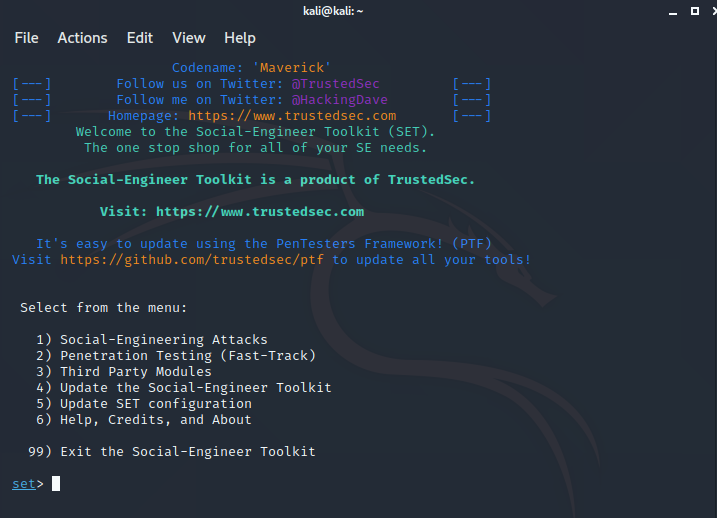 kali@kali: ~
File Actions Edit View Help
Codename: 'Maverick'
[---] Follow us on Twitter: @TrustedSec [---]
[---] Follow me on Twitter: @HackingDave [---]
[---] Homepage: https://www.trustedsec.com [---]
Welcome to the Social-Engineer Toolkit (SET).
The one stop shop for all of your SE needs.
The Social-Engineer Toolkit is a product of TrustedSec.
Visit: https://www.trustedsec.com
It's easy to update using the PenTesters Framework! (PTF)
Visit https://github.com/trustedsec/ptf to update all your tools!
Select from the menu:
1) Social-Engineering Attacks
2) Penetration Testing (Fast-Track)
3) Third Party Modules
4) Update the Social-Engineer Toolkit
5) Update SET configuration
6) Help, Credits, and About
99) Exit the Social-Engineer Toolkit
set>